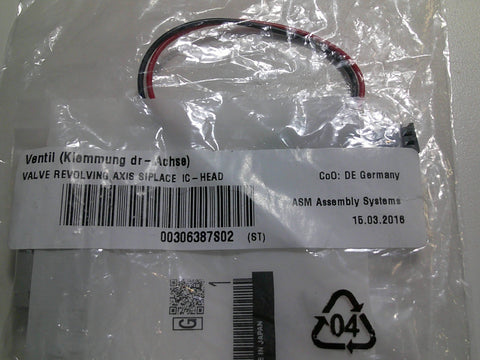 Ventil (Klemmung dr-Achse)
VALVE REVOLVING AXIS SIPLACE IC-HEAD
CoO: DE Germany
ASM Assembly Systems
15.03.2016
00306387S02 (ST)
G
1
E IN JAPAN
04